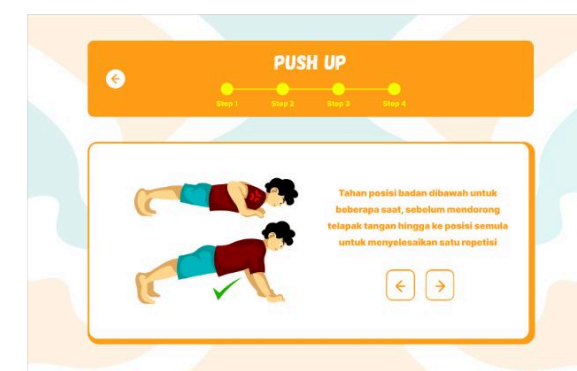 PUSH UP
Step 1 Step 2 Step 3 Step 4
Tahan posisi badan dibawah untuk
beberapa saat, sebelum mendorong
telapak tangan hingga ke posisi semula
untuk menyelesaikan satu repetisi